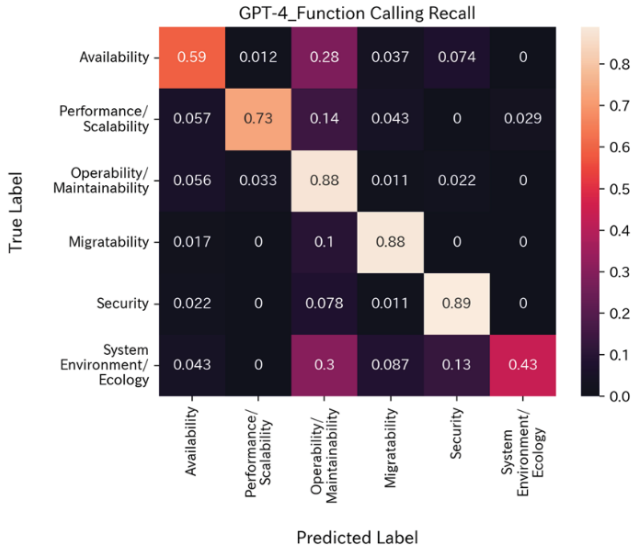 GPT-4_Function Calling Recall
True Label
Availability
0.59 0.012 0.28 0.037 0.074 0
Performance/
Scalability
0.057 0.73 0.14 0.043 0 0.029
Operability/
Maintainability
0.056 0.033 0.88 0.011 0.022 0
Migratability
0.017 0 0.1 0.88 0 0
Security
0.022 0 0.078 0.011 0.89 0
System
Environment/
Ecology
0.043 0 0.3 0.087 0.13 0.43
0.8
0.7
0.6
0.5
0.4
0.3
0.2
0.1
0.0
Availability
Performance/
Scalability
Operability/
Maintainability
Migratability
Security
System
Environment/
Ecology
Predicted Label